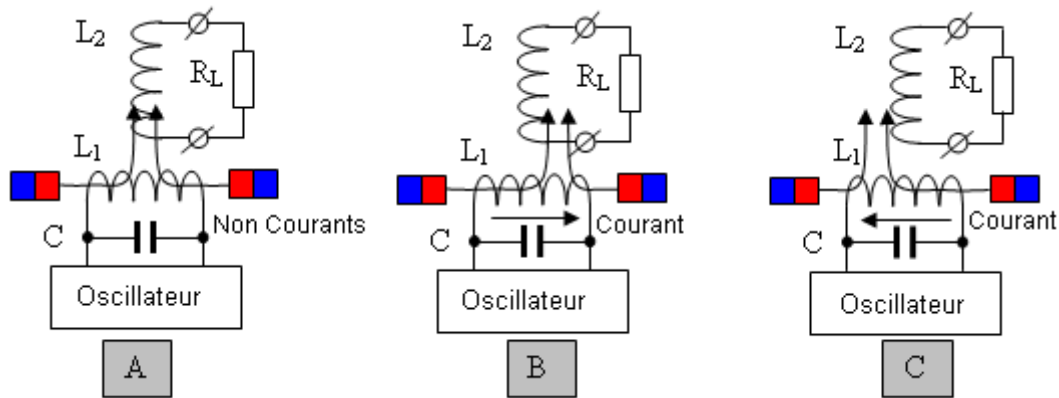 L2
RL
L1
Non Courants
C
Oscillateur
A
L2
RL
L1
Courant
C
Oscillateur
B
L2
RL
L1
Courant
C
Oscillateur
C